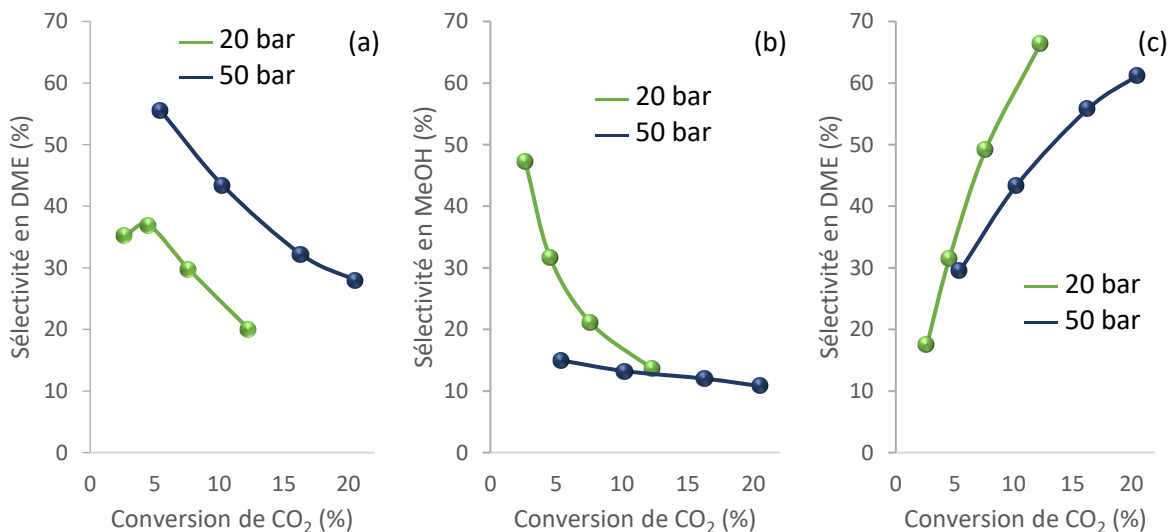 (a)
20 bar
50 bar
Sélectivité en DME (%)
70
60
50
40
30
20
10
0
0 5 10 15 20
Conversion de CO₂ (%)
(b)
20 bar
50 bar
Sélectivité en MeOH (%)
70
60
50
40
30
20
10
0
0 5 10 15 20
Conversion de CO₂ (%)
(c)
20 bar
50 bar
Sélectivité en DME (%)
70
60
50
40
30
20
10
0
0 5 10 15 20
Conversion de CO₂ (%)